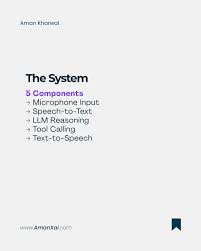 Aman Kharwal
The System
5 Components
→ Microphone Input
→ Speech-to-Text
→ LLM Reasoning
→ Tool Calling
→ Text-to-Speech
www.AmanXai.com